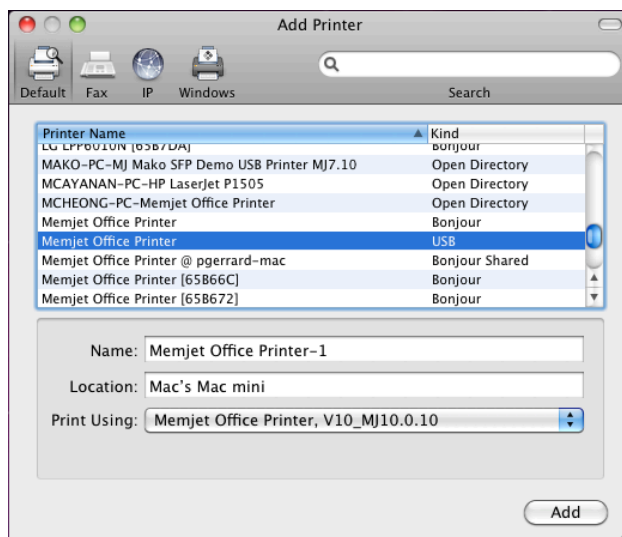 Add Printer
Default Fax IP Windows Search
Printer Name Kind
LG LPP6010N [65B7DA] Bonjour
MAKO-PC-MJ Mako SFP Demo USB Printer MJ7.10 Open Directory
MCAYANAN-PC-HP LaserJet P1505 Open Directory
MCHEONG-PC-Memjet Office Printer Open Directory
Memjet Office Printer Bonjour
Memjet Office Printer USB
Memjet Office Printer @ pgerrard-mac Bonjour Shared
Memjet Office Printer [65B66C] Bonjour
Memjet Office Printer [65B672] Bonjour
Name: Memjet Office Printer-1
Location: Mac's Mac mini
Print Using: Memjet Office Printer, V10_MJ10.0.10
Add